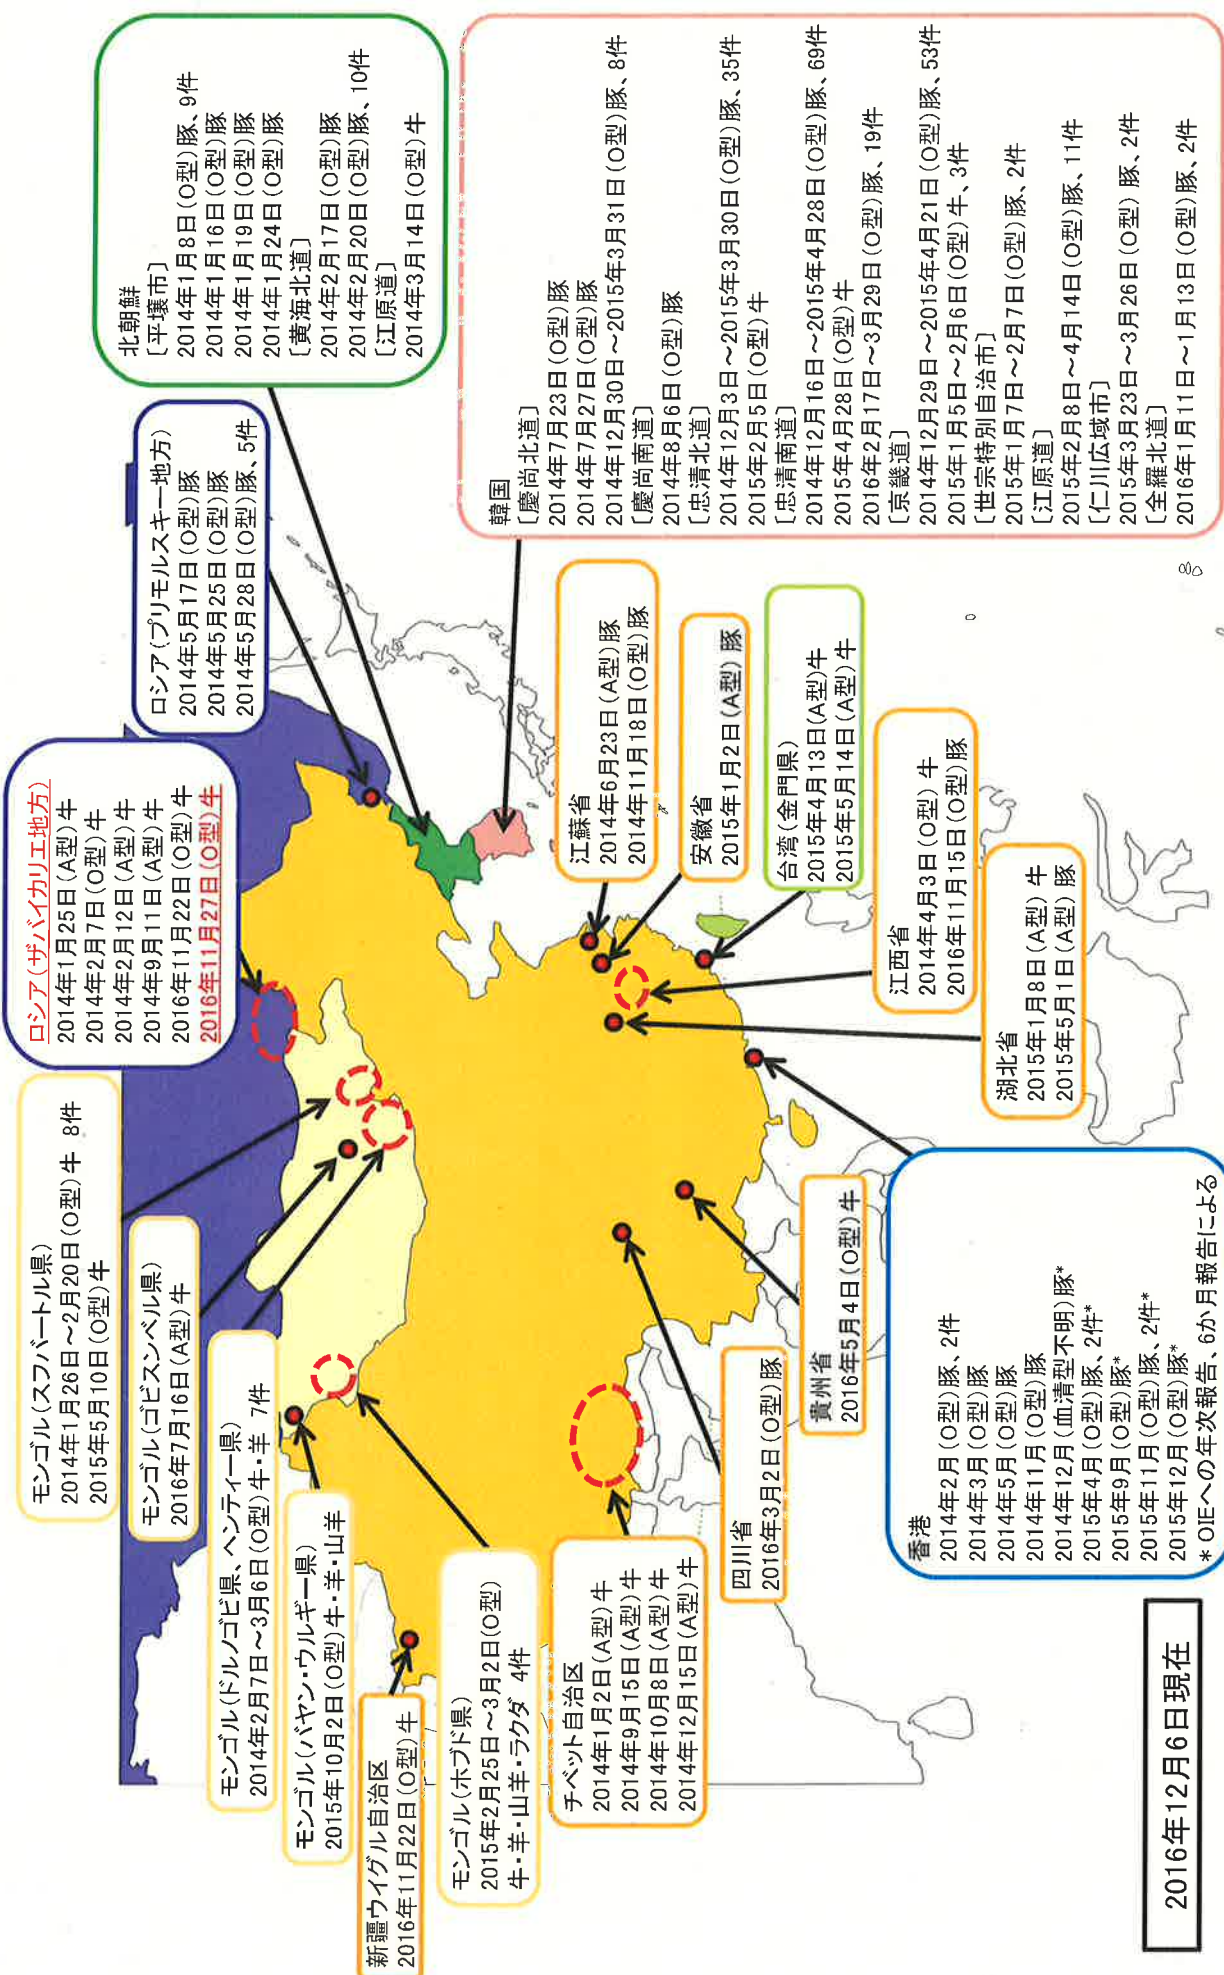 ロシア(ザバイカリエ地方)
2014年1月25日(A型)牛
2014年2月7日(O型)牛
2014年2月12日(A型)牛
2014年9月11日(A型)牛
2016年11月22日(O型)牛
2016年11月27日(O型)牛
ロシア(プリモルスキー地方)
2014年5月17日(O型)豚
2014年5月25日(O型)豚
2014年5月28日(O型)豚、5件
北朝鮮
[平壌市]
2014年1月8日(O型)豚、9件
2014年1月16日(O型)豚
2014年1月19日(O型)豚
2014年1月24日(O型)豚
[黄海北道]
2014年2月17日(O型)豚
2014年2月20日(O型)豚、10件
[江原道]
2014年3月14日(O型)牛
韓国
[慶尚北道]
2014年7月23日(O型)豚
2014年7月27日(O型)豚
2014年12月30日~2015年3月31日(O型)豚、8件
[慶尚南道]
2014年8月6日(O型)豚
[忠清北道]
2014年12月3日~2015年3月30日(O型)豚、35件
2015年2月5日(O型)牛
[忠清南道]
2014年12月16日~2015年4月28日(O型)豚、69件
2015年4月28日(O型)牛
2016年2月17日~3月29日(O型)豚、19件
[京畿道]
2014年12月29日~2015年4月21日(O型)豚、53件
2015年1月5日~2月6日(O型)牛、3件
[世宗特別自治市]
2015年1月7日~2月7日(O型)豚、2件
[江原道]
2015年2月8日~4月14日(O型)豚、11件
[仁川広域市]
2015年3月23日~3月26日(O型) 豚、2件
[全羅北道]
2016年1月11日~1月13日(O型)豚、2件
モンゴル(スフバートル県)
2014年1月26日~2月20日(O型)牛 8件
2015年5月10日(O型)牛
モンゴル(ゴビスンベル県)
2016年7月16日(A型)牛
モンゴル(ドルノゴビ県、ヘンティー県)
2014年2月7日~3月6日(O型)牛・羊 7件
モンゴル(バヤン・ウルギー県)
2015年10月2日(O型)牛・羊・山羊
新疆ウイグル自治区
2016年11月22日(O型)牛
モンゴル(ホブド県)
2015年2月25日~3月2日(O型)
牛・羊・山羊・ラクダ 4件
チベット自治区
2014年1月2日(A型)牛
2014年9月15日(A型)牛
2014年10月8日(A型)牛
2014年12月15日(A型)牛
四川省
2016年3月2日(O型)豚
貴州省
2016年5月4日(O型)牛
江蘇省
2014年6月23日(A型)豚
2014年11月18日(O型)豚
安徽省
2015年1月2日(A型) 豚
台湾(金門県)
2015年4月13日(A型)牛
2015年5月14日(A型)牛
江西省
2014年4月3日(O型) 牛
2016年11月15日(O型)豚
湖北省
2015年1月8日(A型) 牛
2015年5月1日(A型) 豚
香港
2014年2月(O型)豚、2件
2014年3月(O型)豚
2014年5月(O型)豚
2014年11月(O型)豚
2014年12月(血清型不明)豚*
2015年4月(O型)豚、2件*
2015年9月(O型)豚*
2015年11月(O型)豚、2件*
2015年12月(O型)豚*
* OIEへの年次報告、6か月報告による
2016年12月6日現在